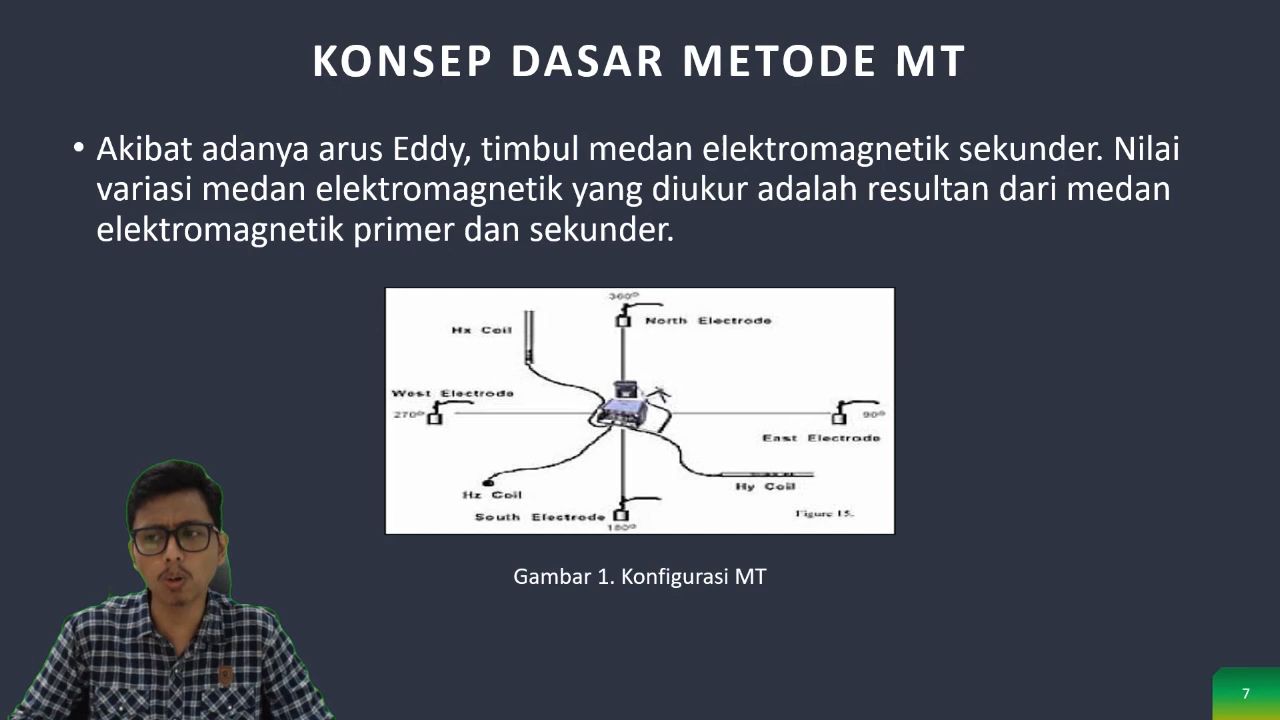 KONSEP DASAR METODE MT
• Akibat adanya arus Eddy, timbul medan elektromagnetik sekunder. Nilai
variasi medan elektromagnetik yang diukur adalah resultan dari medan
elektromagnetik primer dan sekunder.
360°
North Electrode
Hx Coil
West Electrode
270°
90°
East Electrode
Hy Coil
Hz Coil
South Electrode
180°
Figure 15.
Gambar 1. Konfigurasi MT
7